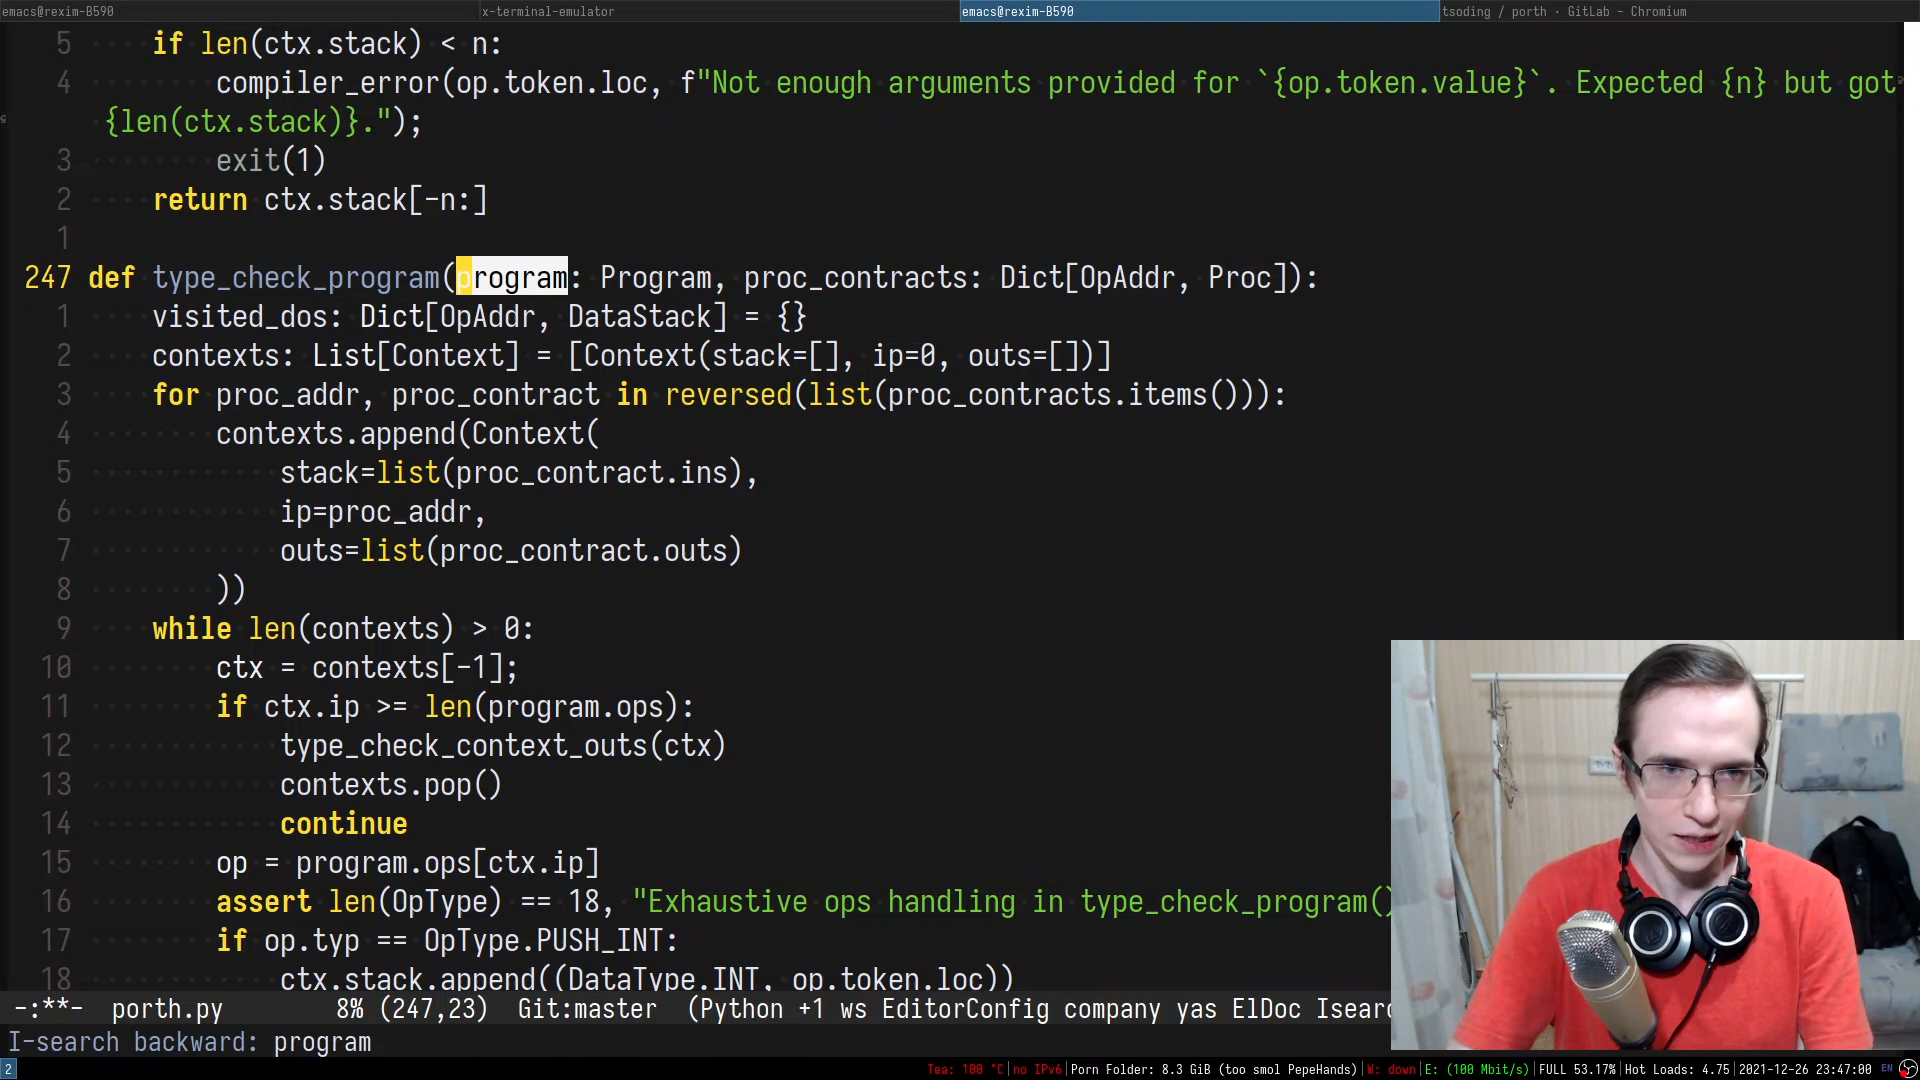 emacs@rexim-B590 x-terminal-emulator emacs@rexim-B590 tsoding / porth · GitLab - Chromium
5 if len(ctx.stack) < n:
4 compiler_error(op.token.loc, f"Not enough arguments provided for `{op.token.value}`. Expected {n} but got
{len(ctx.stack)}.");
3 exit(1)
2 return ctx.stack[-n:]
1
247 def type_check_program(program: Program, proc_contracts: Dict[OpAddr, Proc]):
1 visited_dos: Dict[OpAddr, DataStack] = {}
2 contexts: List[Context] = [Context(stack=[], ip=0, outs=[])]
3 for proc_addr, proc_contract in reversed(list(proc_contracts.items())):
4 contexts.append(Context(
5 stack=list(proc_contract.ins),
6 ip=proc_addr,
7 outs=list(proc_contract.outs)
8 ))
9 while len(contexts) > 0:
10 ctx = contexts[-1];
11 if ctx.ip >= len(program.ops):
12 type_check_context_outs(ctx)
13 contexts.pop()
14 continue
15 op = program.ops[ctx.ip]
16 assert len(OpType) == 18, "Exhaustive ops handling in type_check_program()
17 if op.typ == OpType.PUSH_INT:
18 ctx.stack.append((DataType.INT, op.token.loc))
-:**- porth.py 8% (247,23) Git:master (Python +1 ws EditorConfig company yas ElDoc Isearc
I-search backward: program
2 Tea: 100 °C|no IPv6|Porn Folder: 8.3 GiB (too smol PepeHands)|W: down|E: (100 Mbit/s)|FULL 53.17%|Hot Loads: 4.75|2021-12-26 23:47:00 EN